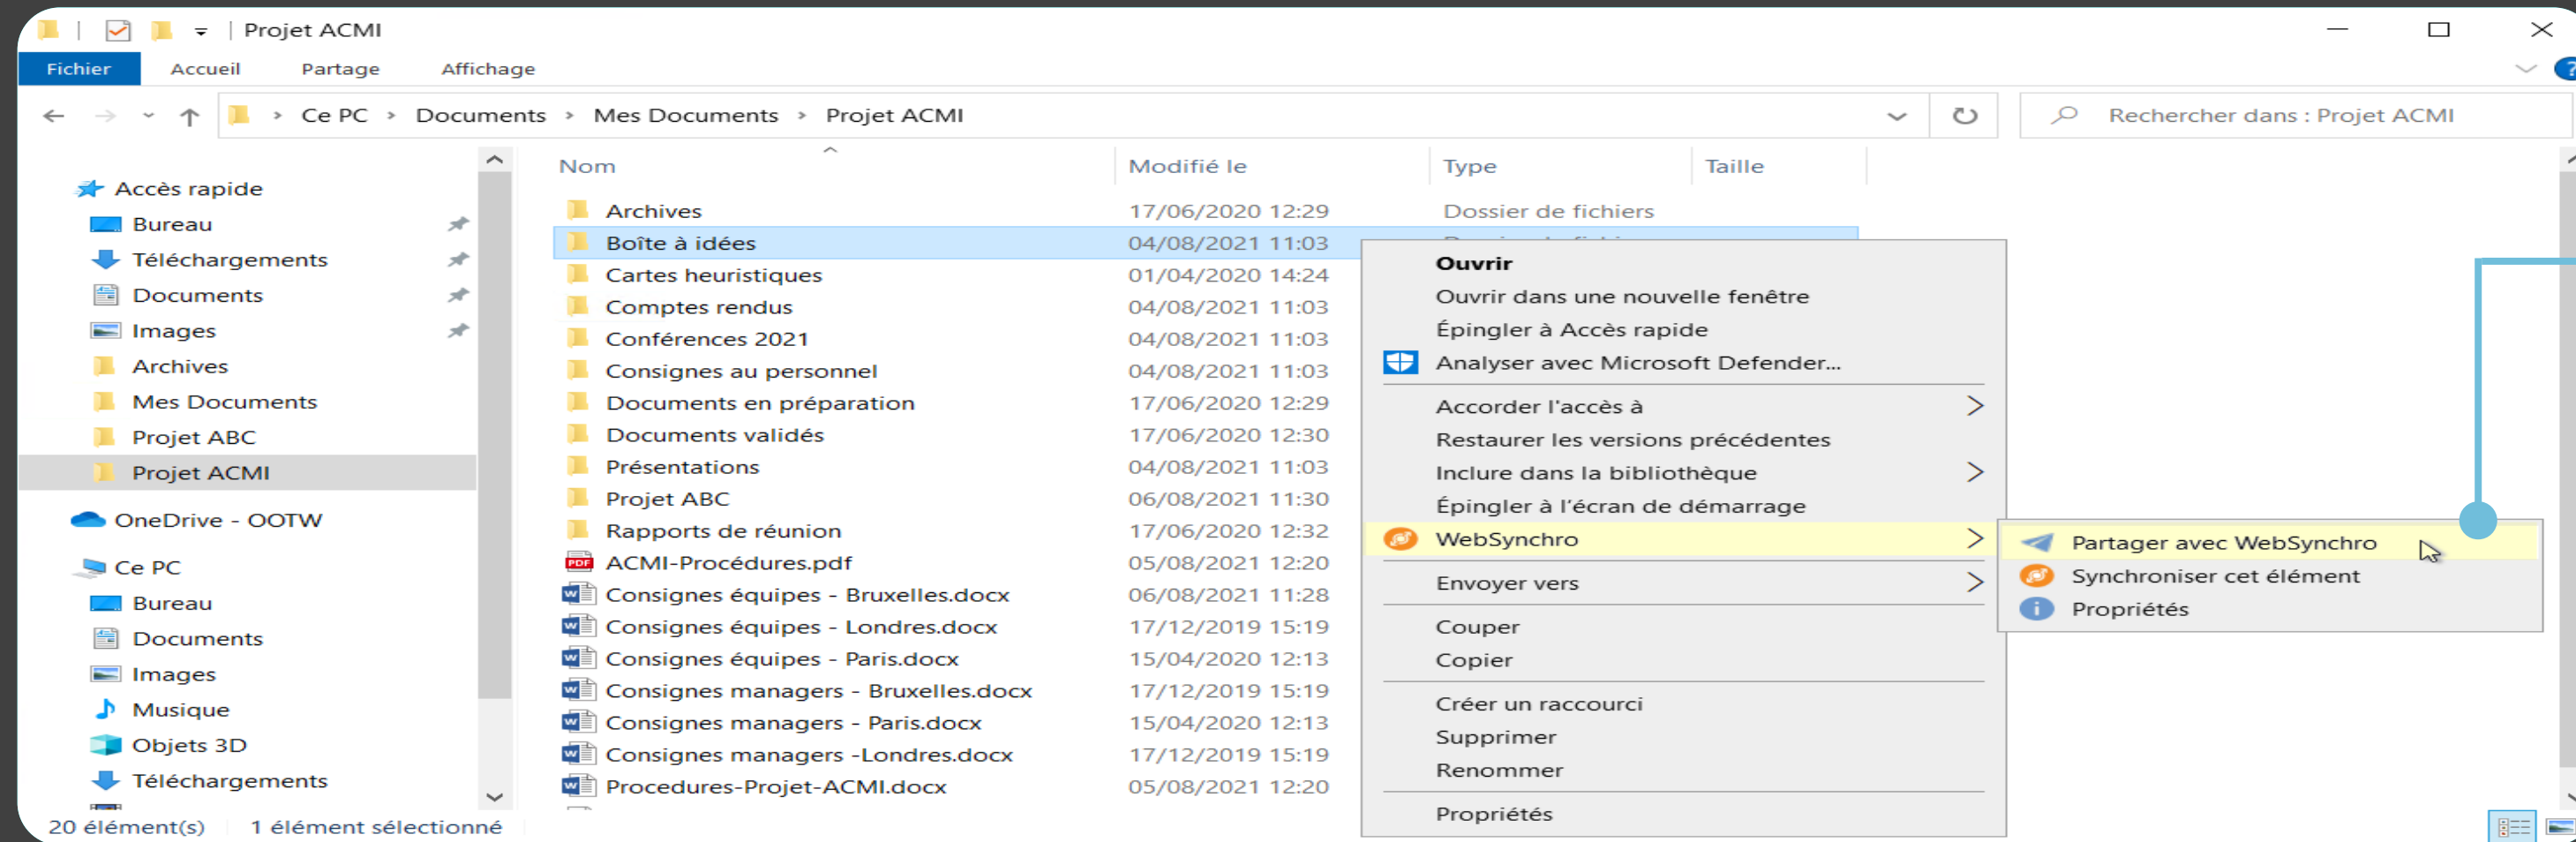 Projet ACMI
Fichier Accueil Partage Affichage
Ce PC > Documents > Mes Documents > Projet ACMI
Rechercher dans : Projet ACMI
Accès rapide
Bureau
Téléchargements
Documents
Images
Archives
Mes Documents
Projet ABC
Projet ACMI
OneDrive - OOTW
Ce PC
Bureau
Documents
Images
Musique
Objets 3D
Téléchargements
Nom Modifié le Type Taille
Archives 17/06/2020 12:29 Dossier de fichiers
Boîte à idées 04/08/2021 11:03
Cartes heuristiques 01/04/2020 14:24
Comptes rendus 04/08/2021 11:03
Conférences 2021 04/08/2021 11:03
Consignes au personnel 04/08/2021 11:03
Documents en préparation 17/06/2020 12:29
Documents validés 17/06/2020 12:30
Présentations 04/08/2021 11:03
Projet ABC 06/08/2021 11:30
Rapports de réunion 17/06/2020 12:32
PDF ACMI-Procédures.pdf 05/08/2021 12:20
Consignes équipes - Bruxelles.docx 06/08/2021 11:28
Consignes équipes - Londres.docx 17/12/2019 15:19
Consignes équipes - Paris.docx 15/04/2020 12:13
Consignes managers - Bruxelles.docx 17/12/2019 15:19
Consignes managers - Paris.docx 15/04/2020 12:13
Consignes managers -Londres.docx 17/12/2019 15:19
Procedures-Projet-ACMI.docx 05/08/2021 12:20
Ouvrir
Ouvrir dans une nouvelle fenêtre
Épingler à Accès rapide
Analyser avec Microsoft Defender...
Accorder l'accès à
Restaurer les versions précédentes
Inclure dans la bibliothèque
Épingler à l'écran de démarrage
WebSynchro
Envoyer vers
Couper
Copier
Créer un raccourci
Supprimer
Renommer
Propriétés
Partager avec WebSynchro
Synchroniser cet élément
Propriétés
20 élément(s) 1 élément sélectionné